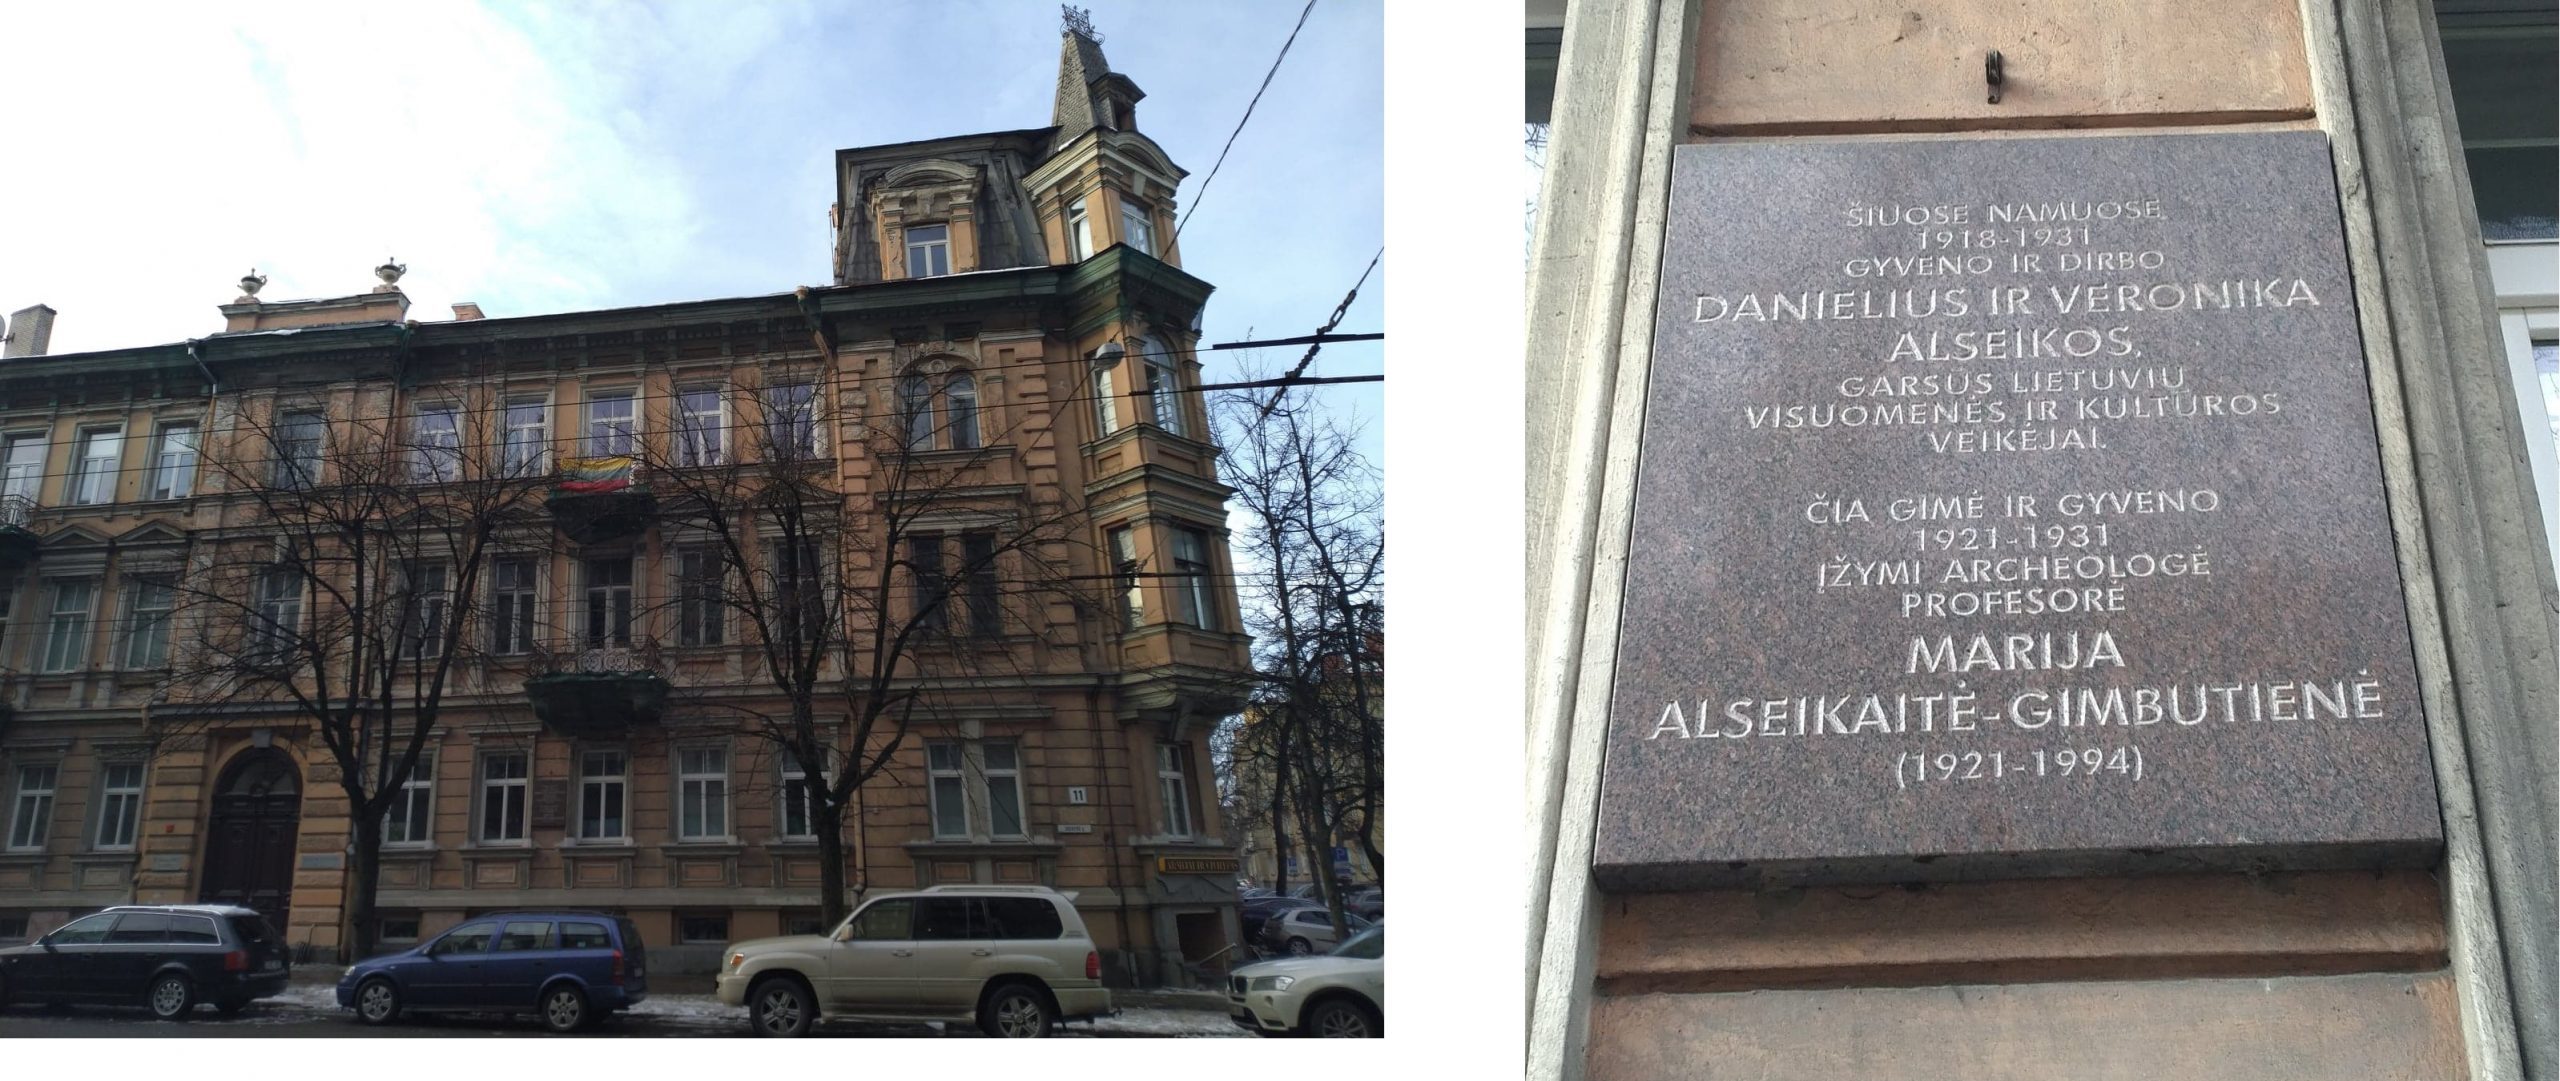 11
ŠIUOSE NAMUOSE
1918-1931
GYVENO IR DIRBO
DANIELIUS IR VERONIKA
ALSEIKOS,
GARSŪS LIETUVIŲ
VISUOMENĖS IR KULTŪROS
VEIKĖJAI.
ČIA GIMĖ IR GYVENO
1921-1931
ĮŽYMI ARCHEOLOGĖ
PROFESORĖ
MARIJA
ALSEIKAITĖ-GIMBUTIENĖ
(1921-1994)